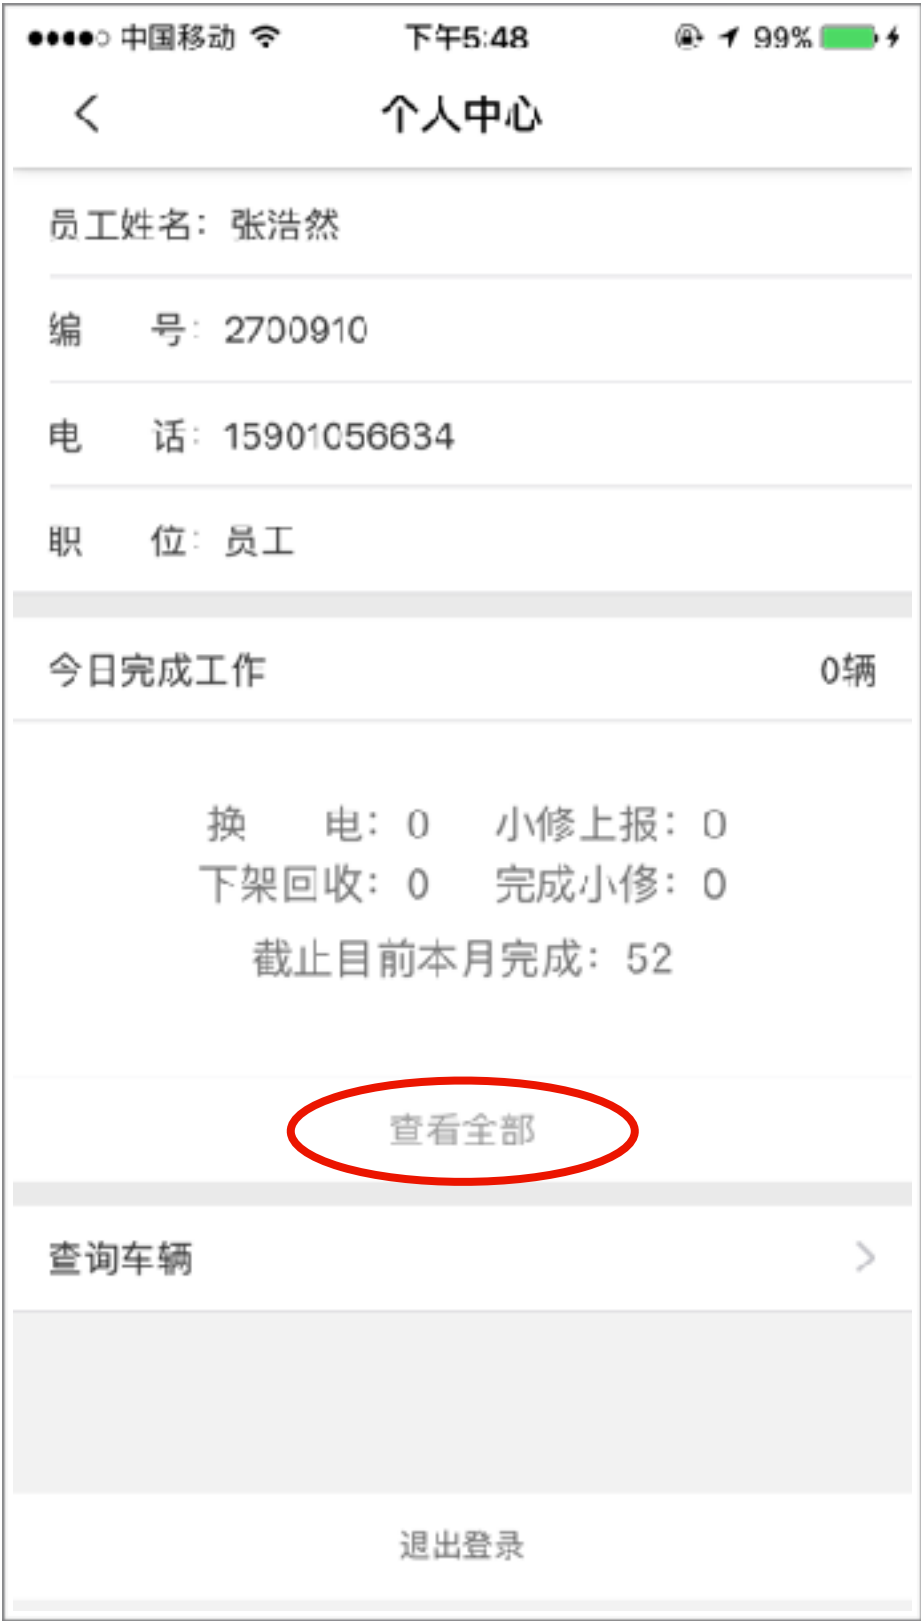 中国移动 下午5:48 99%
个人中心
员工姓名：张浩然
编 号：2700910
电 话：15901056634
职 位：员工
今日完成工作 0辆
换 电：0 小修上报：0
下架回收：0 完成小修：0
截止目前本月完成：52
查看全部
查询车辆
退出登录